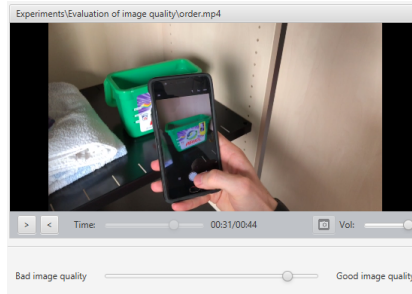 Experiments\Evaluation of image quality\order.mp4
> < Time: 00:31/00:44 Vol:
Bad image quality Good image quality